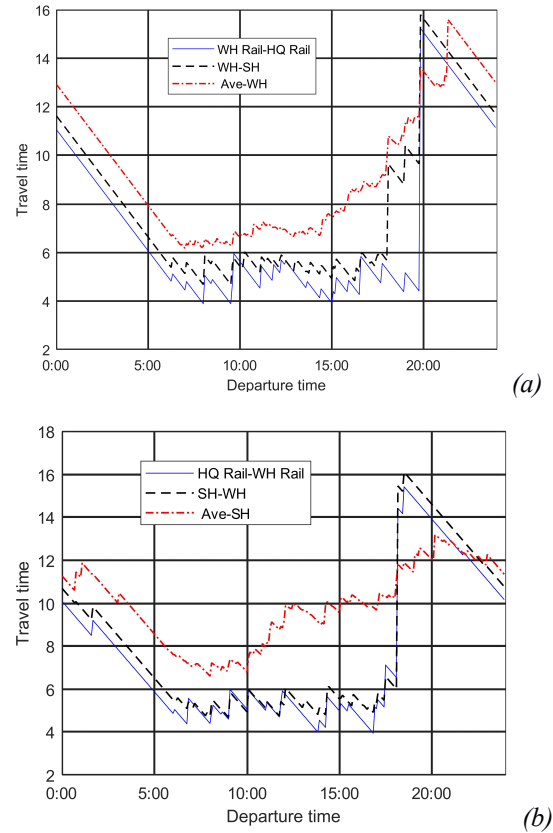 16
14
12
10
8
6
4
2
Travel time
WH Rail-HQ Rail
WH-SH
Ave-WH
0:00 5:00 10:00 15:00 20:00
Departure time
(a)
18
16
14
12
10
8
6
4
2
Travel time
HQ Rail-WH Rail
SH-WH
Ave-SH
0:00 5:00 10:00 15:00 20:00
Departure time
(b)